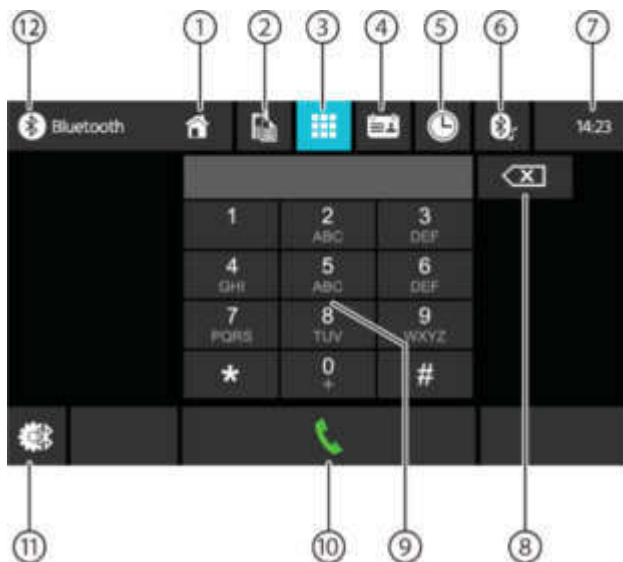 12 1 2 3 4 5 6 7
Bluetooth 14:23
1 2 3
ABC DEF
4 5 6
GHI ABC DEF
7 8 9
PQRS TUV WXYZ
* 0 #
+
11 10 9 8